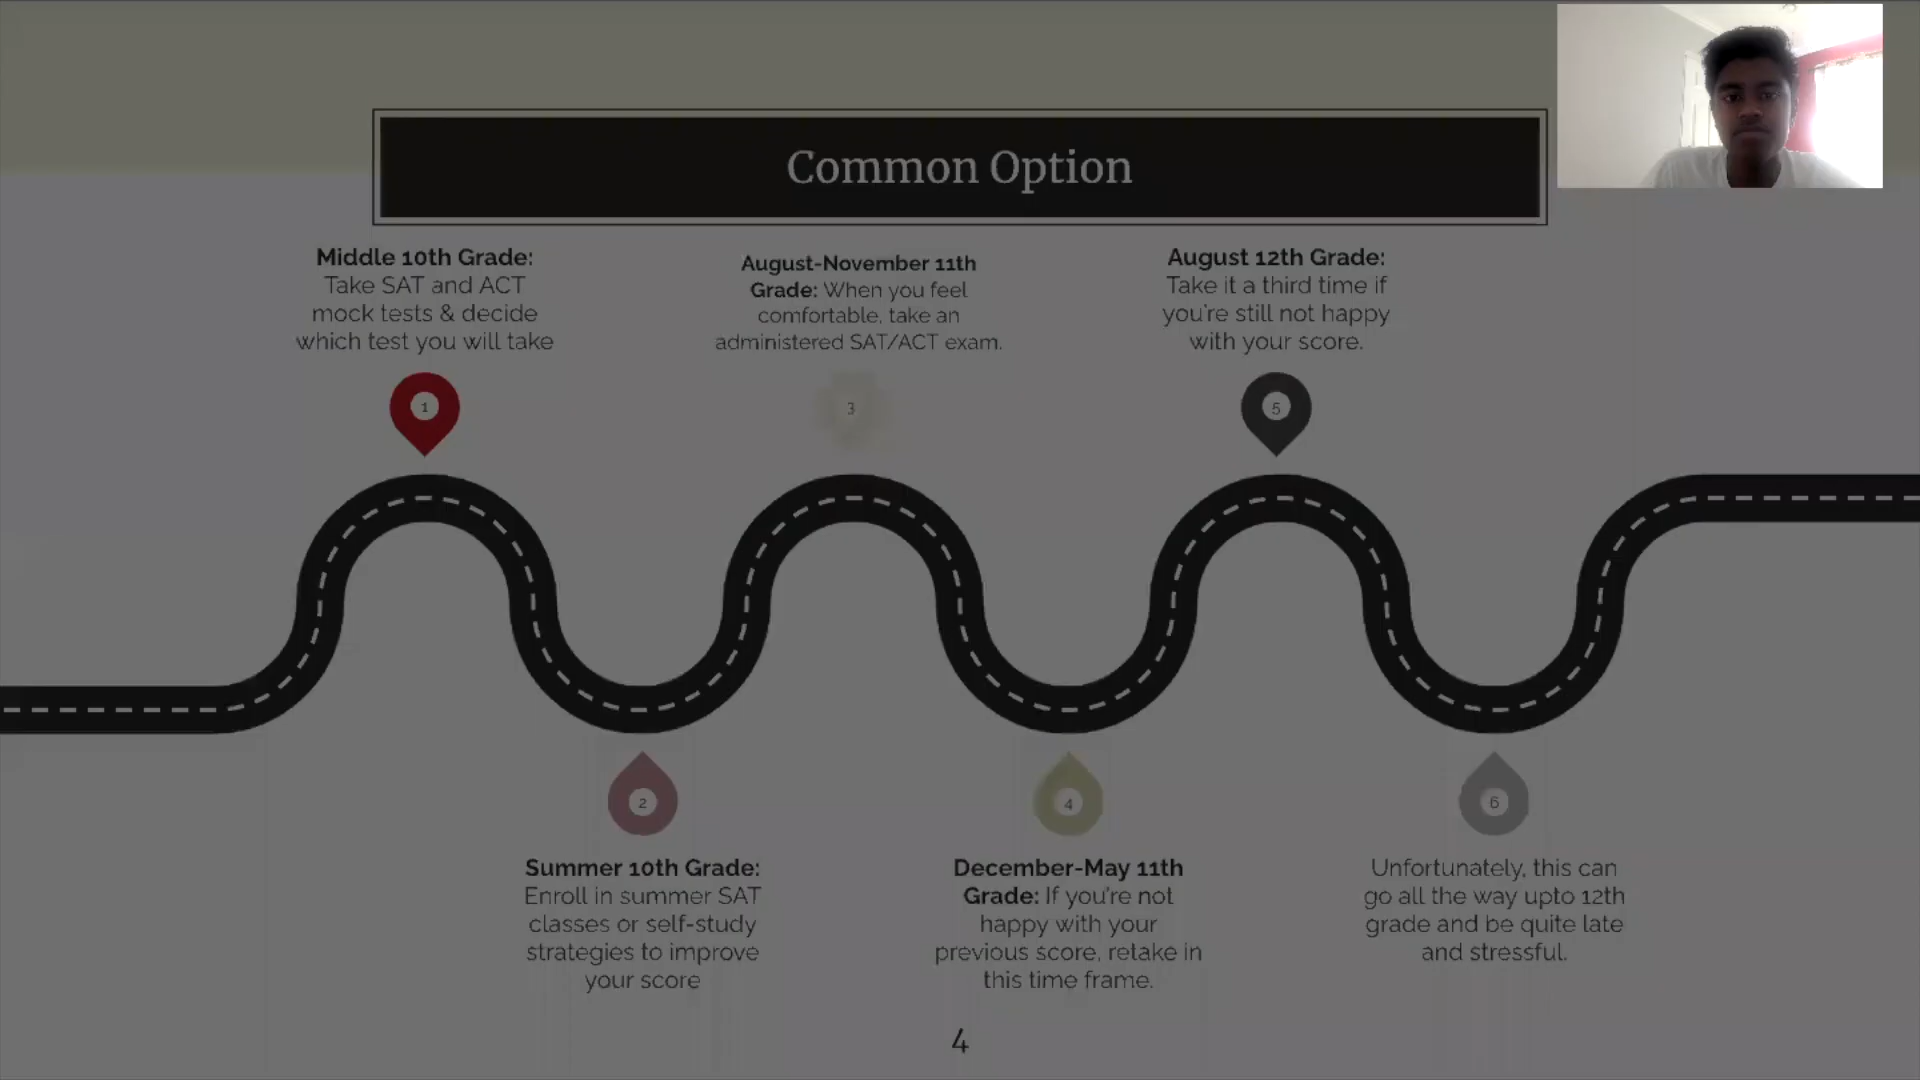 Common Option
Middle 10th Grade:
Take SAT and ACT
mock tests & decide
which test you will take
August-November 11th
Grade: When you feel
comfortable, take an
administered SAT/ACT exam.
August 12th Grade:
Take it a third time if
you're still not happy
with your score.
1
3
5
2
4
6
Summer 10th Grade:
Enroll in summer SAT
classes or self-study
strategies to improve
your score
December-May 11th
Grade: If you're not
happy with your
previous score, retake in
this time frame.
Unfortunately, this can
go all the way upto 12th
grade and be quite late
and stressful.
4